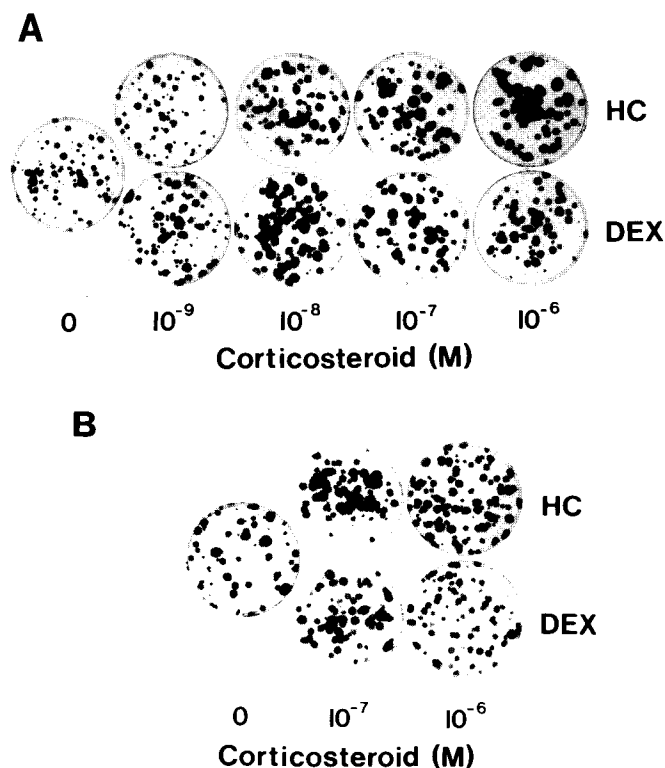 A
HC
DEX
0 10⁻⁹ 10⁻⁸ 10⁻⁷ 10⁻⁶
Corticosteroid (M)
B
HC
DEX
0 10⁻⁷ 10⁻⁶
Corticosteroid (M)